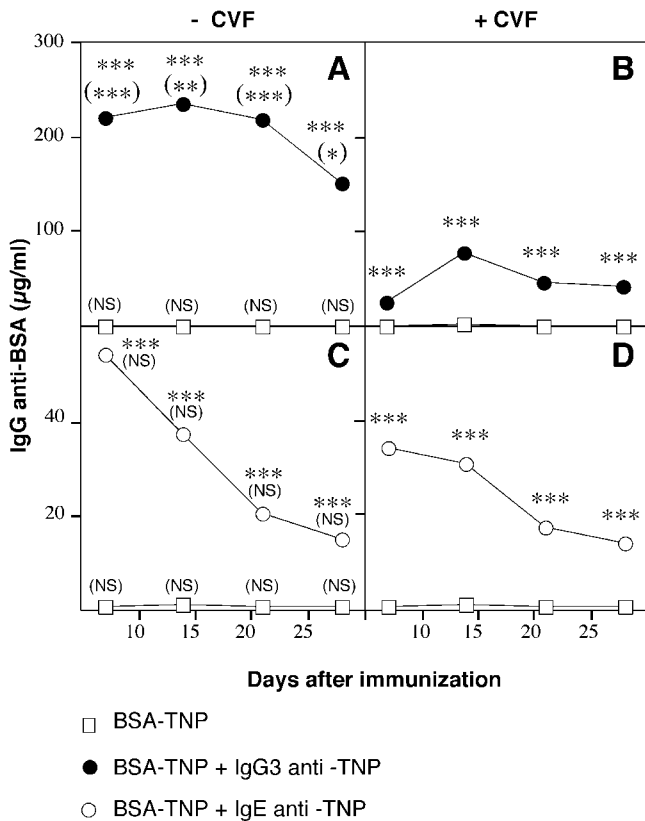 - CVF + CVF
300 A B
*** *** *** ***
(***) (**) (***) (*)
200
*** *** *** ***
100
(NS) (NS) (NS) (NS)
IgG anti-BSA (µg/ml)
C D
*** *** *** ***
(NS) (NS) (NS) (NS)
40
*** *** *** ***
20
(NS) (NS) (NS) (NS)
10 15 20 25 10 15 20 25
Days after immunization
BSA-TNP
BSA-TNP + IgG3 anti -TNP
BSA-TNP + IgE anti -TNP